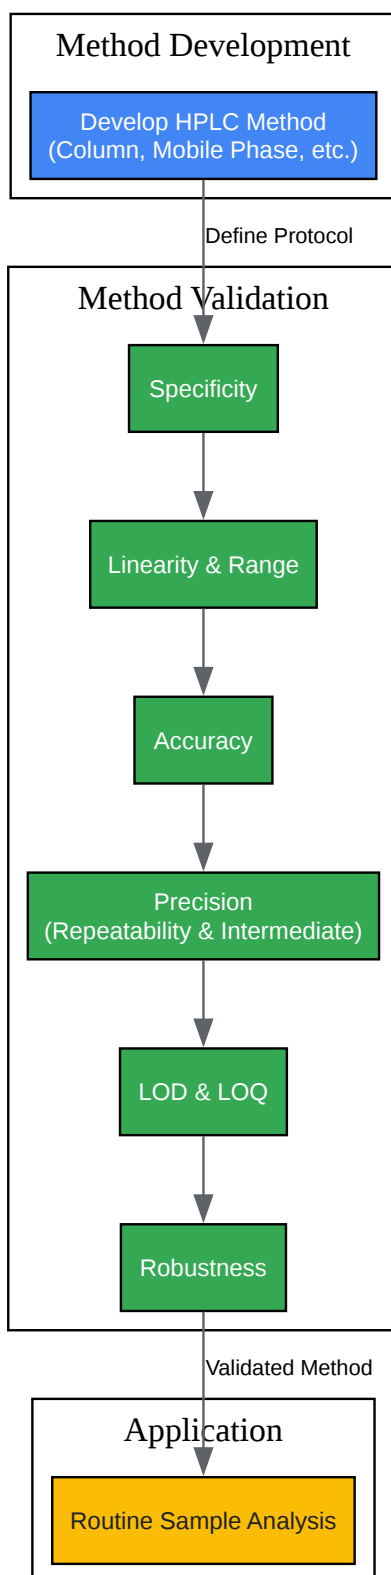 Method Development
Develop HPLC Method
(Column, Mobile Phase, etc.)
Define Protocol
Method Validation
Specificity
Linearity & Range
Accuracy
Precision
(Repeatability & Intermediate)
LOD & LOQ
Robustness
Validated Method
Application
Routine Sample Analysis